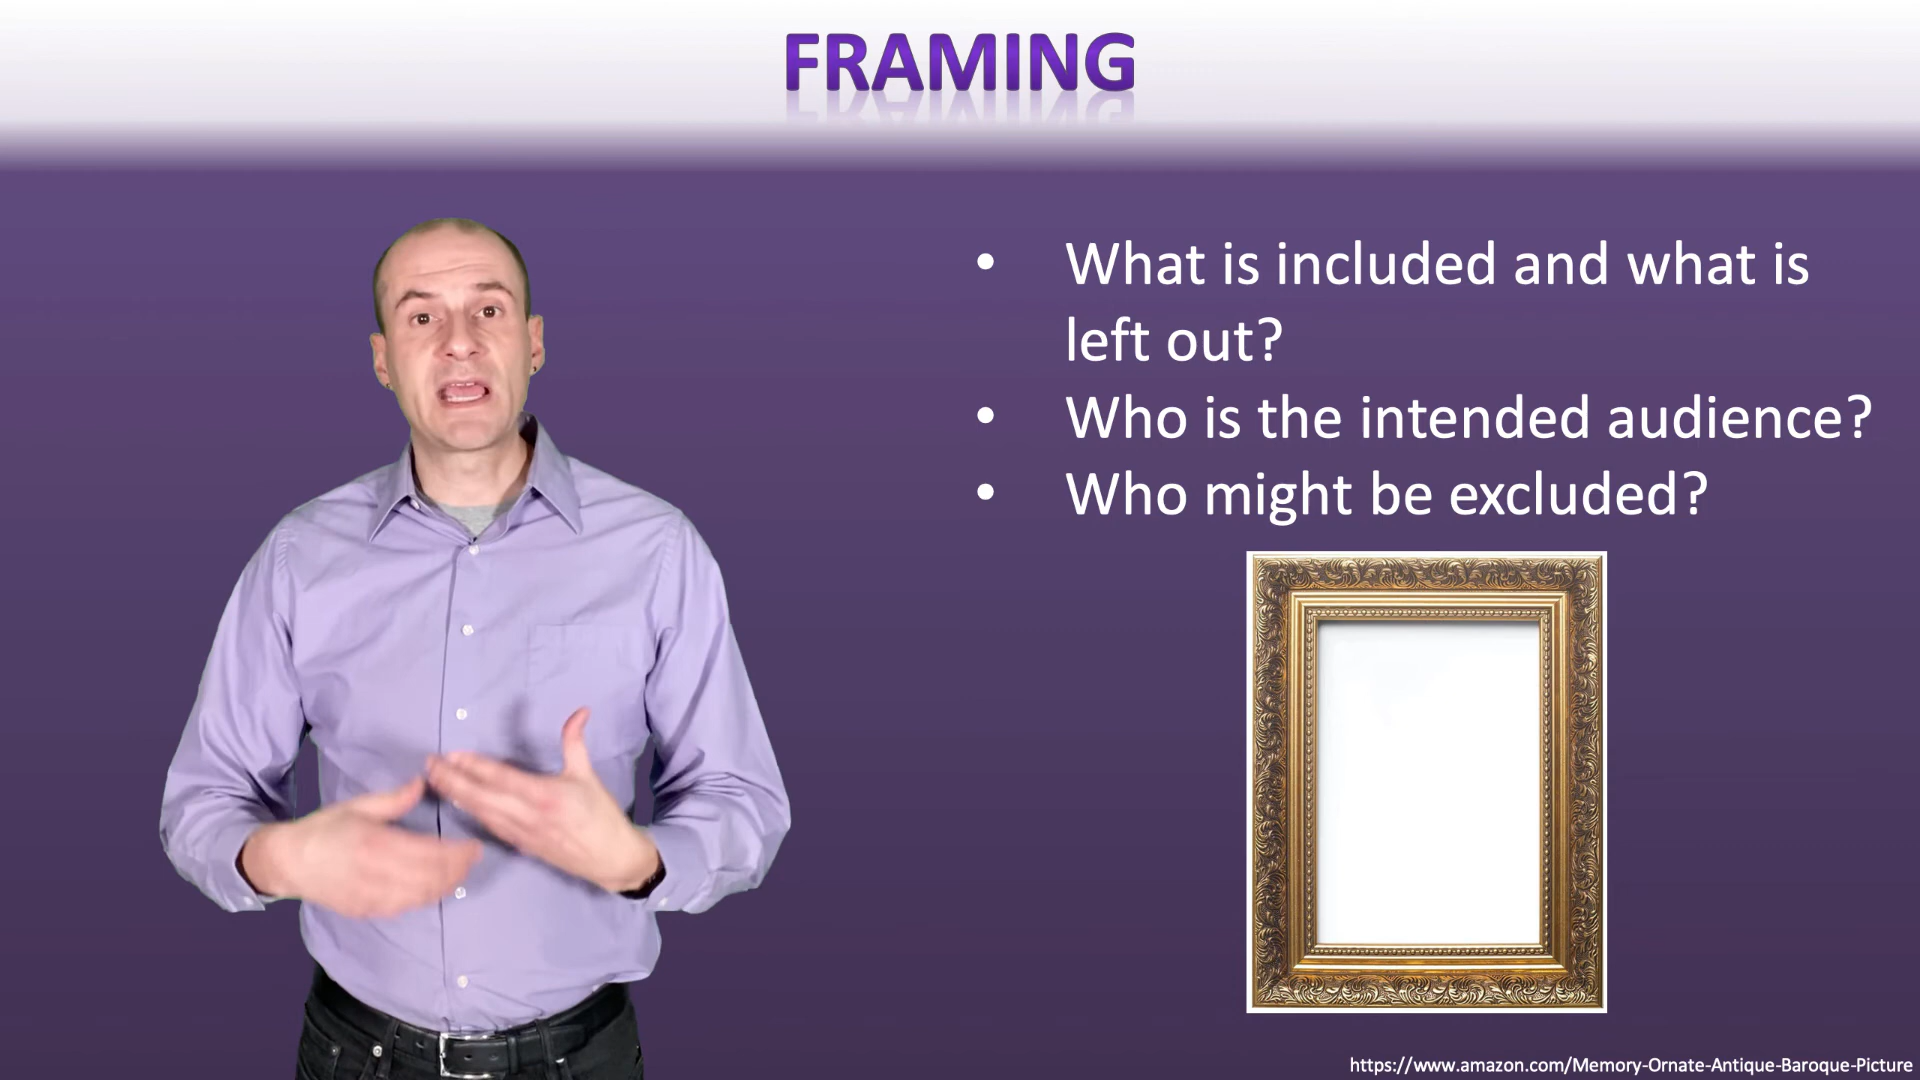 FRAMING
• What is included and what is
left out?
• Who is the intended audience?
• Who might be excluded?
https://www.amazon.com/Memory-Ornate-Antique-Baroque-Picture